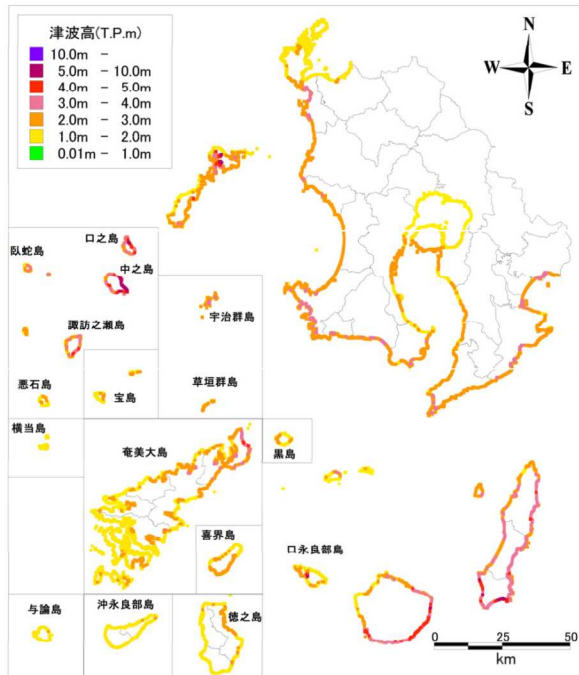 津波高(T.P.m)
10.0m －
5.0m － 10.0m
4.0m － 5.0m
3.0m － 4.0m
2.0m － 3.0m
1.0m － 2.0m
0.01m － 1.0m
N
W E
S
口之島
臥蛇島
中之島
宇治群島
諏訪之瀬島
悪石島
宝島
草垣群島
横当島
奄美大島
黒島
喜界島
口永良部島
与論島
沖永良部島
徳之島
0 25 50
km